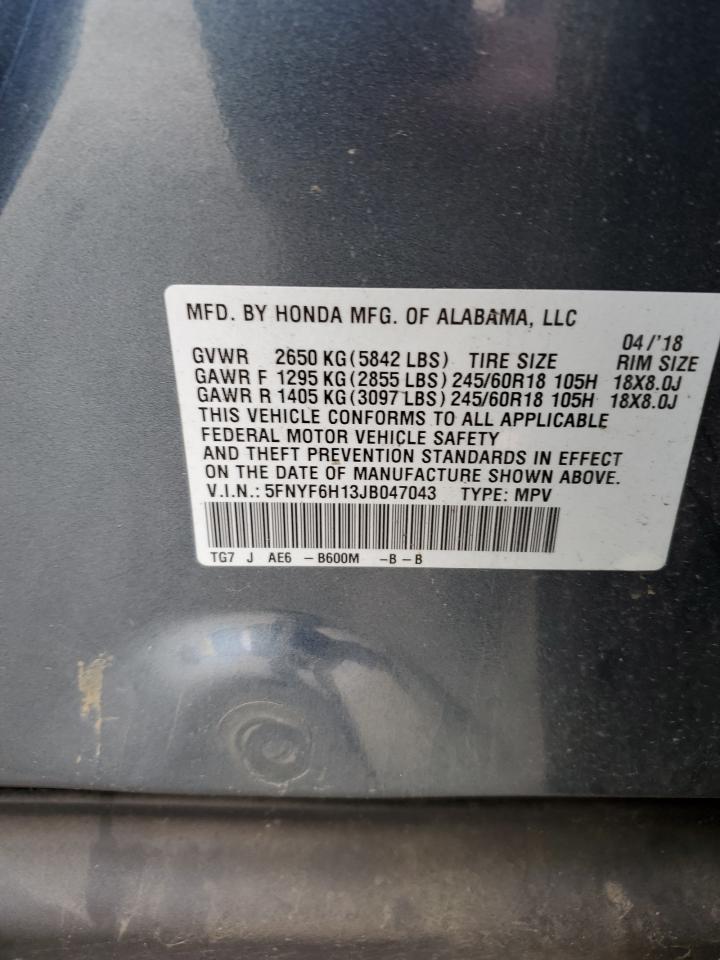 MFD. BY HONDA MFG. OF ALABAMA, LLC
04/'18
GVWR 2650 KG(5842 LBS) TIRE SIZE RIM SIZE
GAWR F 1295 KG(2855 LBS) 245/60R18 105H 18X8.0J
GAWR R 1405 KG(3097 LBS) 245/60R18 105H 18X8.0J
THIS VEHICLE CONFORMS TO ALL APPLICABLE
FEDERAL MOTOR VEHICLE SAFETY
AND THEFT PREVENTION STANDARDS IN EFFECT
ON THE DATE OF MANUFACTURE SHOWN ABOVE.
V.I.N.: 5FNYF6H13JB047043 TYPE: MPV
TG7 J AE6 -B600M -B-B